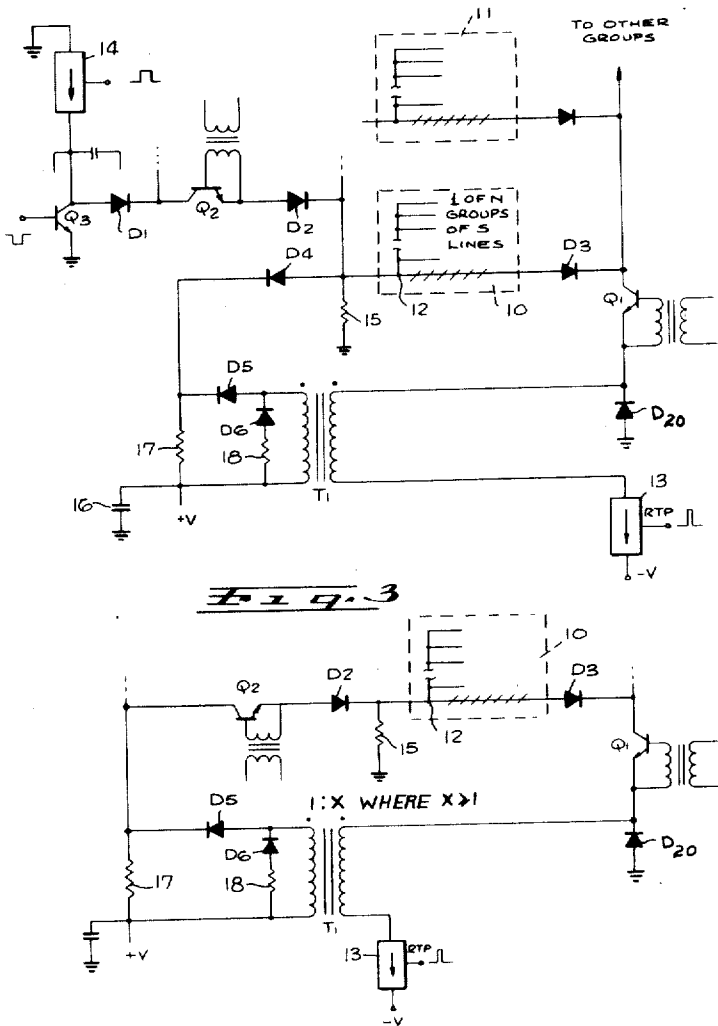 TO OTHER
GROUPS
11
14
Q3
D1
Q2
D2
1 OF N
GROUPS
OF S
LINES
D3
D4
15
12
10
Q1
D5
D6
17
18
T1
D20
16
+V
13
RTP
-V
Fig. 3
10
Q2
D2
D3
15
12
Q1
1:X WHERE X>1
D5
D6
17
18
T1
D20
+V
13
RTP
-V